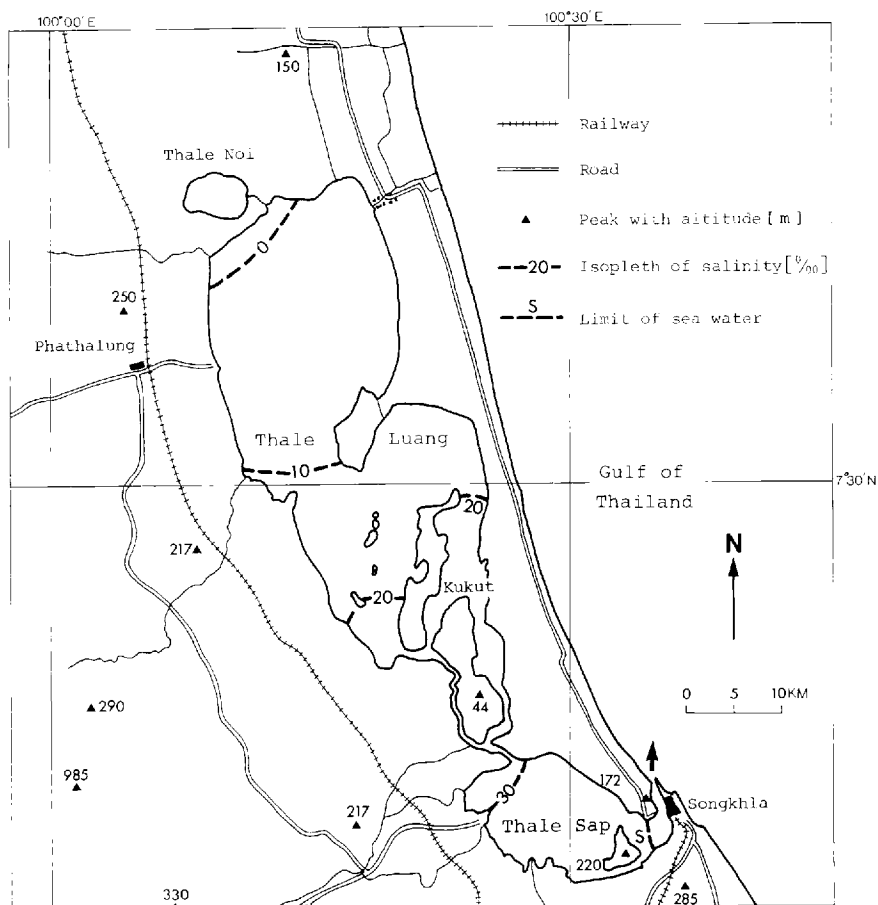 100°00' E
100°30' E
150
Thale Noi
Railway
Road
Peak with altitude [ m ]
20 Isopleth of salinity [‰]
S
Limit of sea water
0
250
Phathalung
Thale Luang
10
Gulf of
Thailand
7°30' N
20
217
N
Kukut
20
0 5 10 KM
44
290
985
172
30
Songkhla
217
Thale Sap
S
220
330
285